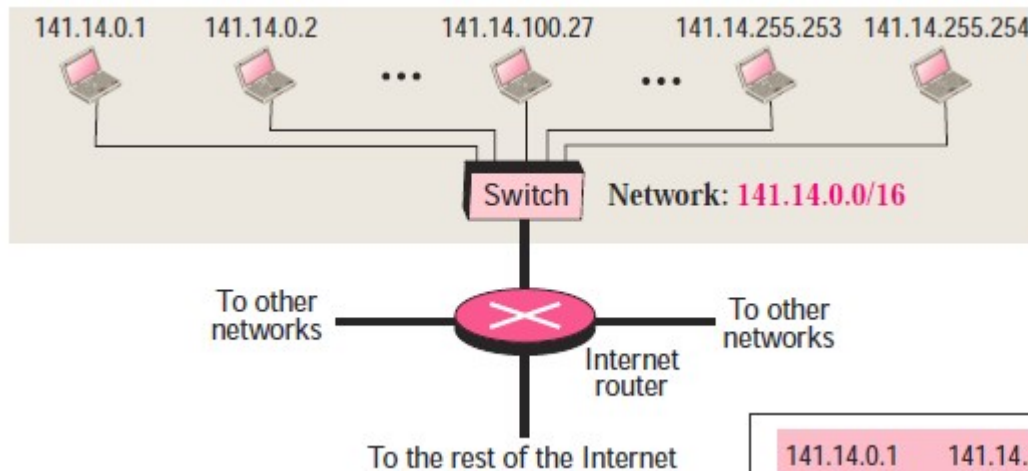 141.14.0.1 141.14.0.2 141.14.100.27 141.14.255.253 141.14.255.254
... ...
Switch Network: 141.14.0.0/16
To other
networks
To other
networks
Internet
router
To the rest of the Internet
141.14.0.1 141.14.